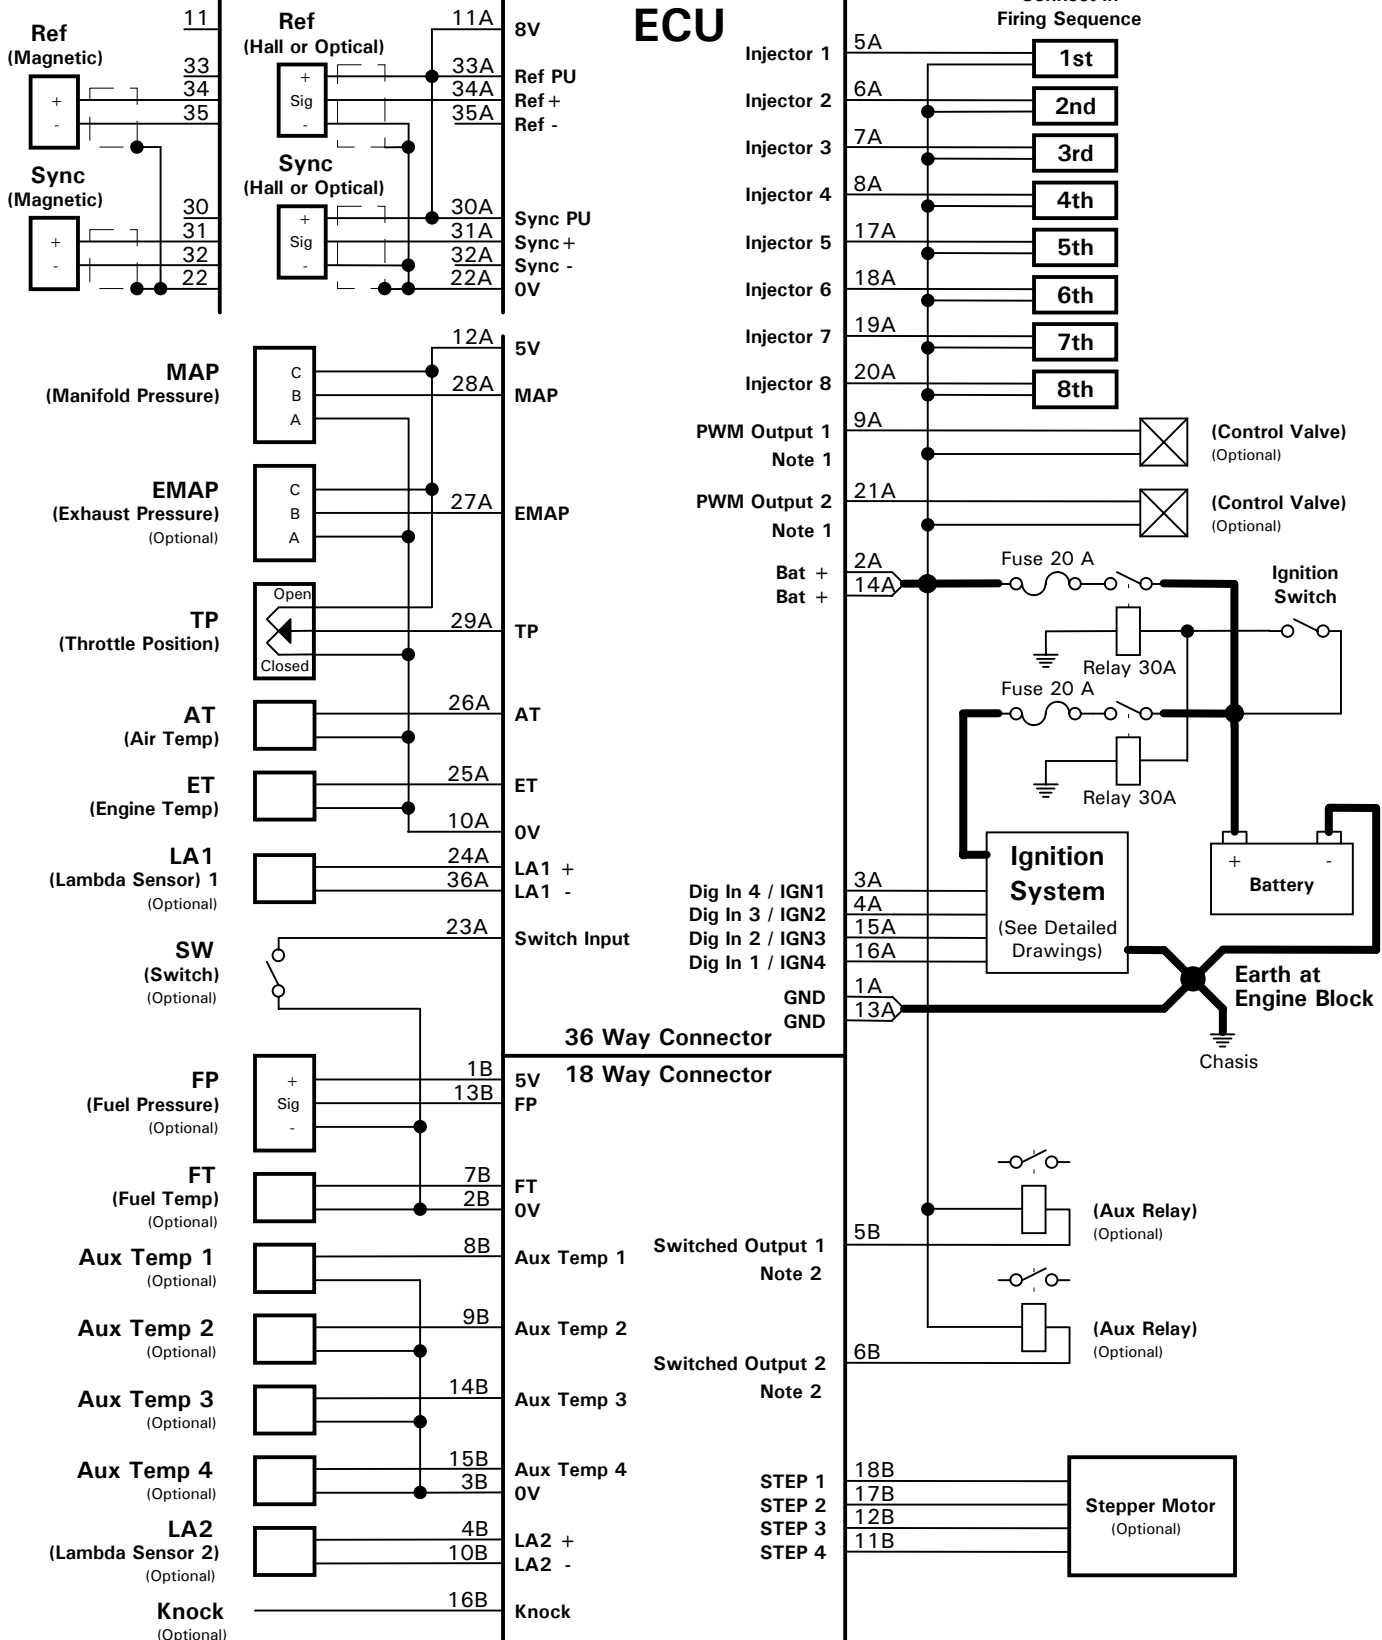 Connect in
Firing Sequence
ECU
11
Ref
(Magnetic)
33
34
35
+
-
Sync
(Magnetic)
30
31
32
22
+
-
Ref
(Hall or Optical)
+
Sig
-
11A 8V
33A Ref PU
34A Ref+
35A Ref -
Sync
(Hall or Optical)
+
Sig
-
30A Sync PU
31A Sync+
32A Sync -
22A 0V
12A 5V
MAP
(Manifold Pressure)
C
B
A
28A MAP
EMAP
(Exhaust Pressure)
(Optional)
C
B
A
27A EMAP
TP
(Throttle Position)
Open
Closed
29A TP
AT
(Air Temp)
26A AT
ET
(Engine Temp)
25A ET
10A 0V
LA1
(Lambda Sensor) 1
(Optional)
24A LA1 +
36A LA1 -
SW
(Switch)
(Optional)
23A Switch Input
36 Way Connector
18 Way Connector
FP
(Fuel Pressure)
(Optional)
+
Sig
-
1B 5V
13B FP
FT
(Fuel Temp)
(Optional)
7B FT
2B 0V
Aux Temp 1
(Optional)
8B Aux Temp 1
Aux Temp 2
(Optional)
9B Aux Temp 2
Aux Temp 3
(Optional)
14B Aux Temp 3
Aux Temp 4
(Optional)
15B Aux Temp 4
3B 0V
LA2
(Lambda Sensor 2)
(Optional)
4B LA2 +
10B LA2 -
Knock
(Optional)
16B Knock
Injector 1 5A 1st
Injector 2 6A 2nd
Injector 3 7A 3rd
Injector 4 8A 4th
Injector 5 17A 5th
Injector 6 18A 6th
Injector 7 19A 7th
Injector 8 20A 8th
PWM Output 1 9A (Control Valve)
Note 1 (Optional)
PWM Output 2 21A (Control Valve)
Note 1 (Optional)
Bat + 2A
Bat + 14A
Fuse 20 A
Ignition
Switch
Relay 30A
Fuse 20 A
Relay 30A
+ -
Battery
Ignition
System
(See Detailed
Drawings)
Dig In 4 / IGN1 3A
Dig In 3 / IGN2 4A
Dig In 2 / IGN3 15A
Dig In 1 / IGN4 16A
GND 1A
GND 13A
Earth at
Engine Block
Chasis
Switched Output 1 5B (Aux Relay)
Note 2 (Optional)
Switched Output 2 6B (Aux Relay)
Note 2 (Optional)
STEP 1 18B
STEP 2 17B
STEP 3 12B
STEP 4 11B
Stepper Motor
(Optional)